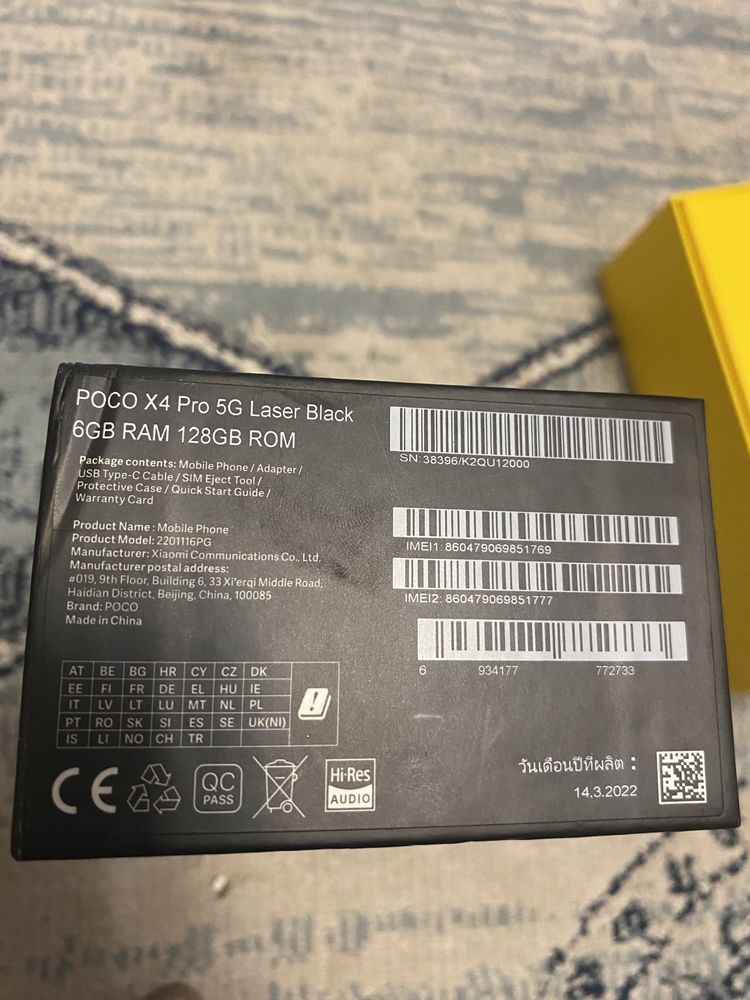 POCO X4 Pro 5G Laser Black
6GB RAM 128GB ROM
Package contents: Mobile Phone / Adapter /
USB Type-C Cable / SIM Eject Tool /
Protective Case / Quick Start Guide /
Warranty Card
Product Name : Mobile Phone
Product Model: 2201116PG
Manufacturer: Xiaomi Communications Co., Ltd.
Manufacturer postal address:
#019, 9th Floor, Building 6, 33 Xi'erqi Middle Road,
Haidian District, Beijing, China, 100085
Brand: POCO
Made in China
SN: 38396/K2QU12000
IMEI1: 860479069851769
IMEI2: 860479069851777
6 934177 772733
AT BE BG HR CY CZ DK
EE FI FR DE EL HU IE
IT LV LT LU MT NL PL
PT RO SK SI ES SE UK(NI)
IS LI NO CH TR
CE
QC
PASS
Hi-Res
AUDIO
วันเดือนปีที่ผลิต :
14.3.2022